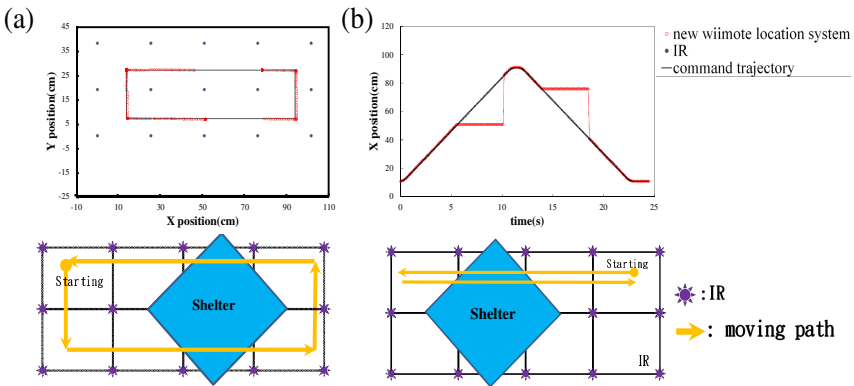 (a)
45
35
25
15
5
-5
-15
-25
Y position(cm)
-10
10
30
50
70
90
110
X position(cm)
(b)
120
100
80
60
40
20
0
X position(cm)
0
5
10
15
20
25
time(s)
new wiimote location system
IR
command trajectory
Starting
Shelter
Starting
Shelter
IR
:IR
: moving path